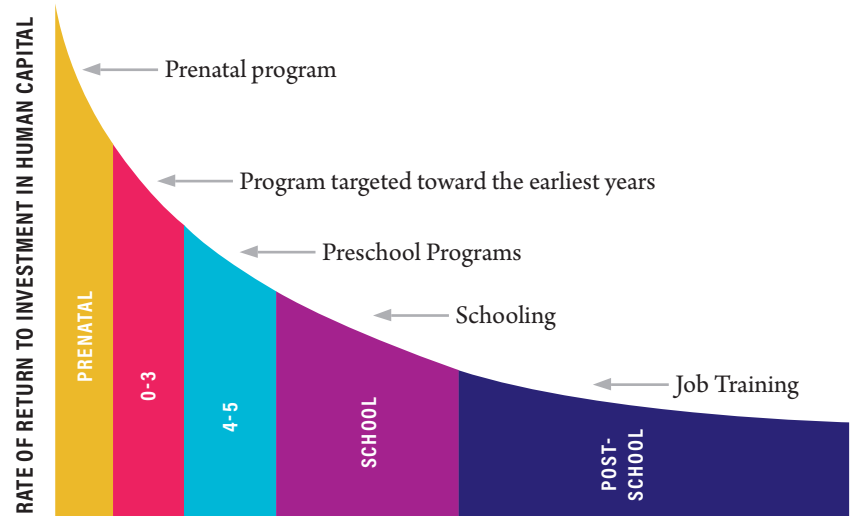 RATE OF RETURN TO INVESTMENT IN HUMAN CAPITAL
Prenatal program
Program targeted toward the earliest years
Preschool Programs
Schooling
Job Training
PRENATAL
0-3
4-5
SCHOOL
POST-
SCHOOL